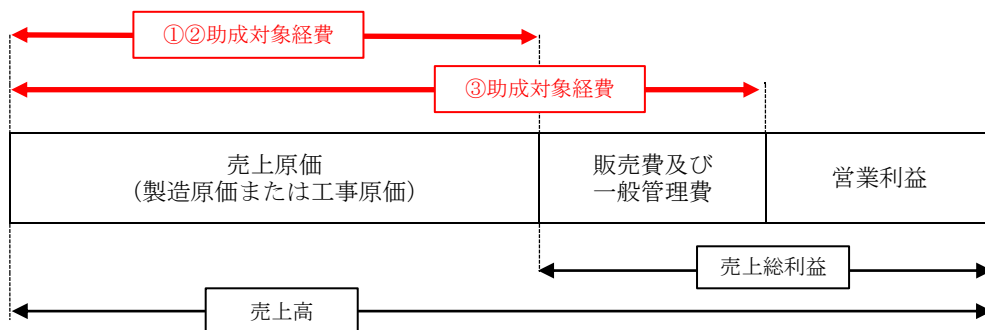 ①②助成対象経費
③助成対象経費
売上原価
（製造原価または工事原価）
販売費及び
一般管理費
営業利益
売上総利益
売上高